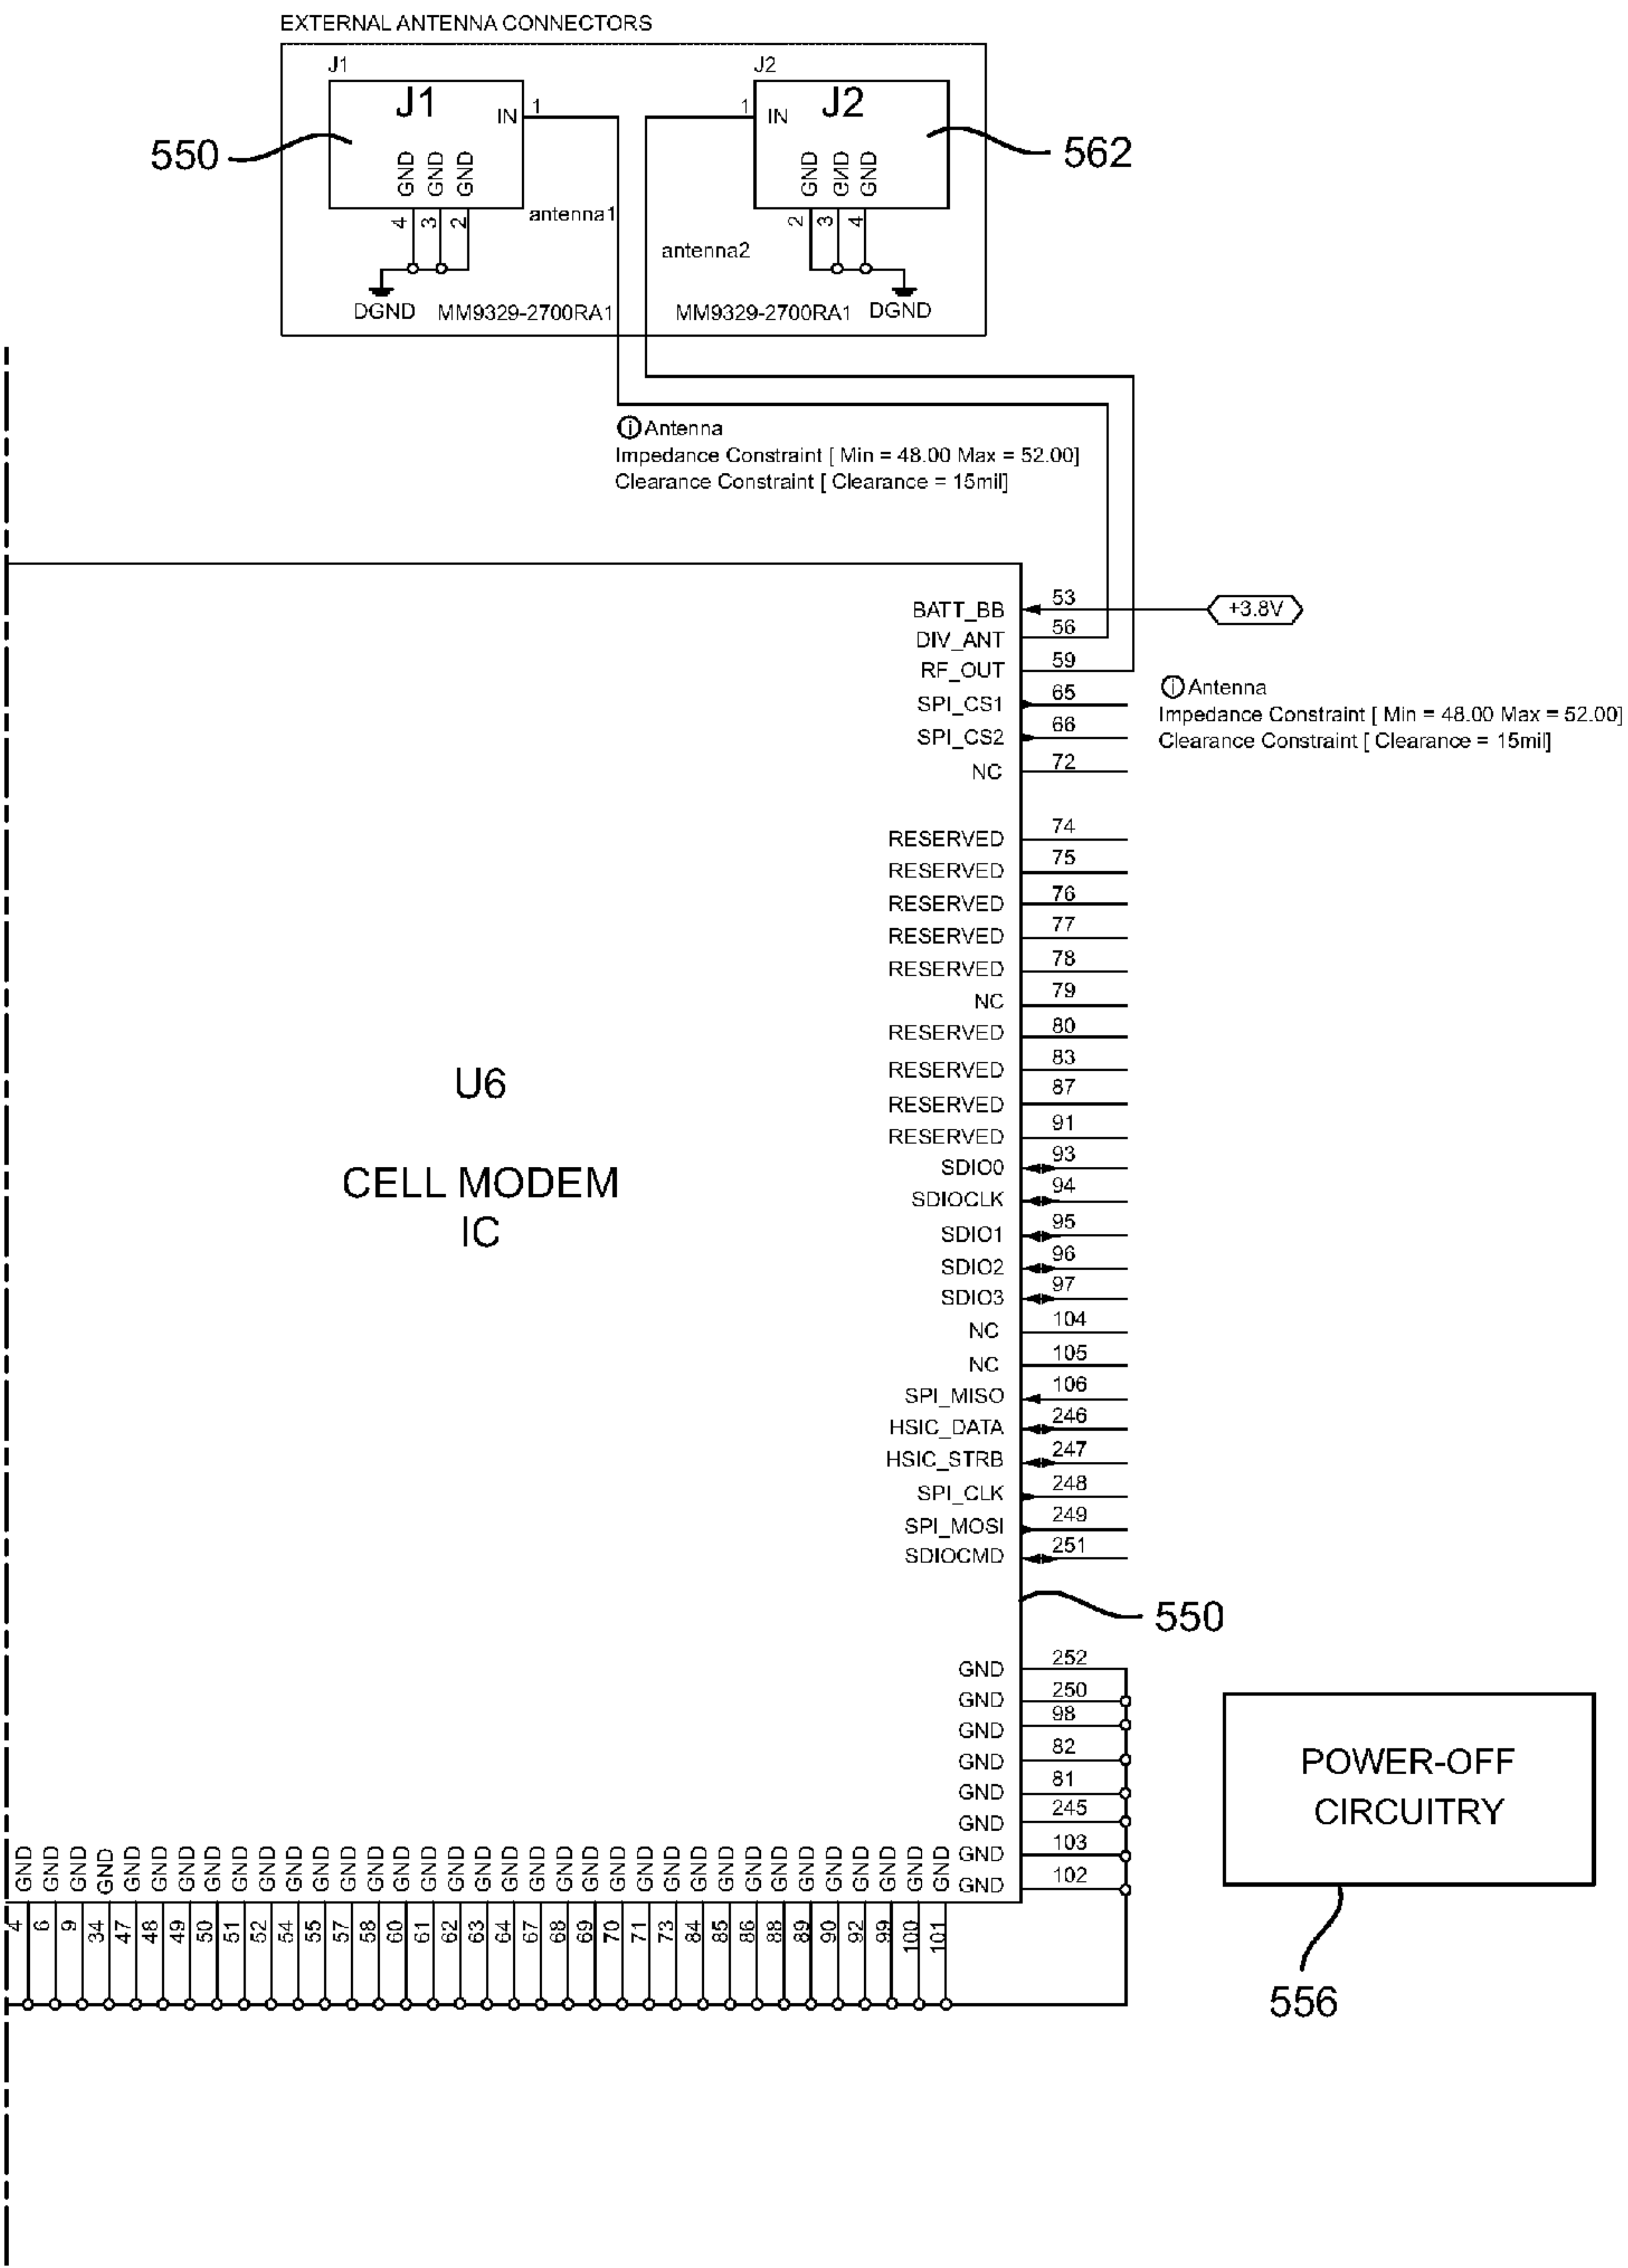 EXTERNAL ANTENNA CONNECTORS
J1
J2
J1
IN
1
1
IN
J2
550
562
GND
GND
GND
GND
GND
GND
4
3
2
antenna1
2
3
4
antenna2
DGND
MM9329-2700RA1
MM9329-2700RA1
DGND
i Antenna
Impedance Constraint [ Min = 48.00 Max = 52.00]
Clearance Constraint [ Clearance = 15mil]
BATT_BB 53
+3.8V
DIV_ANT 56
RF_OUT 59
i Antenna
Impedance Constraint [ Min = 48.00 Max = 52.00]
Clearance Constraint [ Clearance = 15mil]
SPI_CS1 65
SPI_CS2 66
NC 72
RESERVED 74
RESERVED 75
RESERVED 76
RESERVED 77
RESERVED 78
NC 79
RESERVED 80
RESERVED 83
RESERVED 87
RESERVED 91
U6
CELL MODEM
IC
SDIO0 93
SDIOCLK 94
SDIO1 95
SDIO2 96
SDIO3 97
NC 104
NC 105
SPI_MISO 106
HSIC_DATA 246
HSIC_STRB 247
SPI_CLK 248
SPI_MOSI 249
SDIOCMD 251
550
GND 252
GND 250
GND 98
GND 82
GND 81
GND 245
GND 103
GND 102
POWER-OFF
CIRCUITRY
556
GND GND GND GND GND GND GND GND GND GND GND GND GND GND GND GND GND GND GND GND GND GND GND GND GND GND GND GND GND GND GND GND GND GND GND
4 6 9 34 47 48 49 50 51 52 54 55 57 58 60 61 62 63 64 67 68 69 70 71 73 84 85 86 88 89 90 92 99 100 101